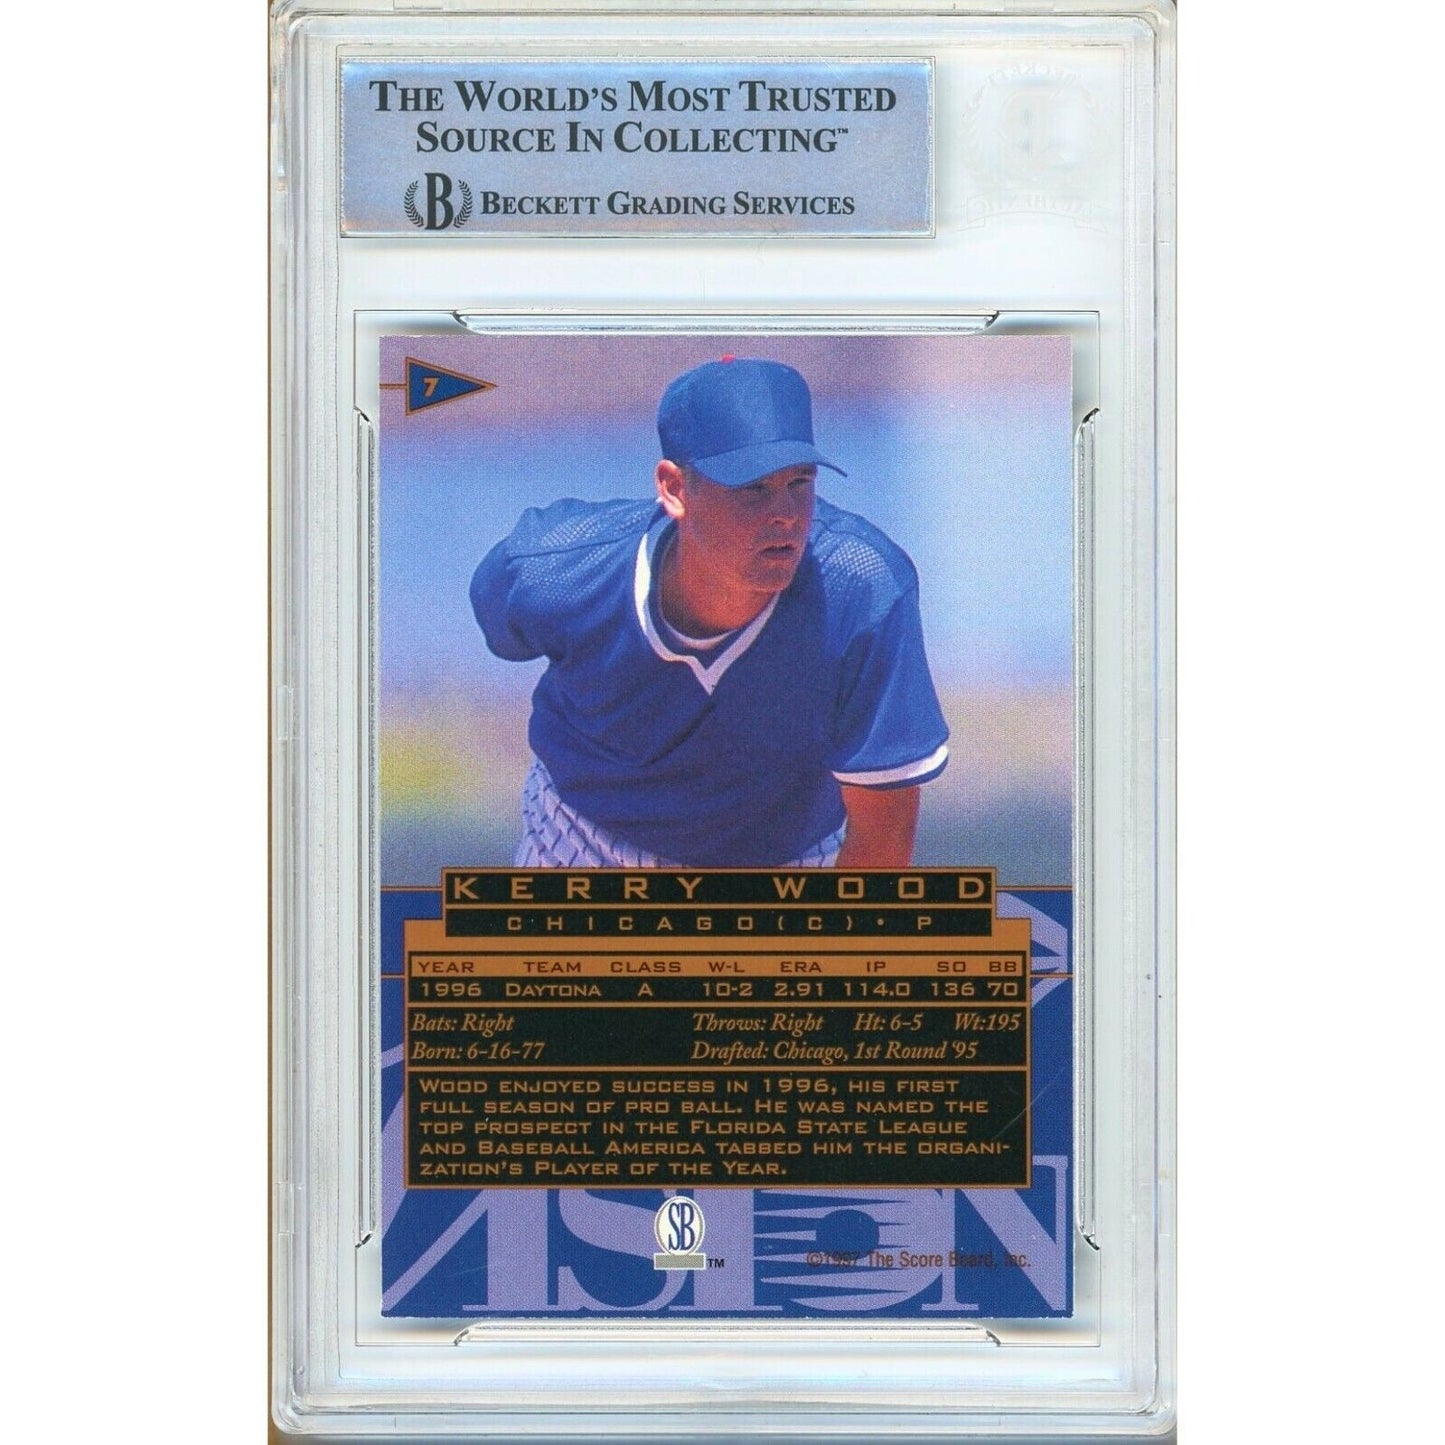 THE WORLD'S MOST TRUSTED
SOURCE IN COLLECTING™
B BECKETT GRADING SERVICES
7
KERRY WOOD
CHICAGO (C) • P
YEAR TEAM CLASS W-L ERA IP SO BB
1996 DAYTONA A 10-2 2.91 114.0 136 70
Bats: Right Throws: Right Ht: 6-5 Wt:195
Born: 6-16-77 Drafted: Chicago, 1st Round '95
WOOD ENJOYED SUCCESS IN 1996, HIS FIRST
FULL SEASON OF PRO BALL. HE WAS NAMED THE
TOP PROSPECT IN THE FLORIDA STATE LEAGUE
AND BASEBALL AMERICA TABBED HIM THE ORGANI-
ZATION'S PLAYER OF THE YEAR.
SB TM
©1997 The Score Board, Inc.